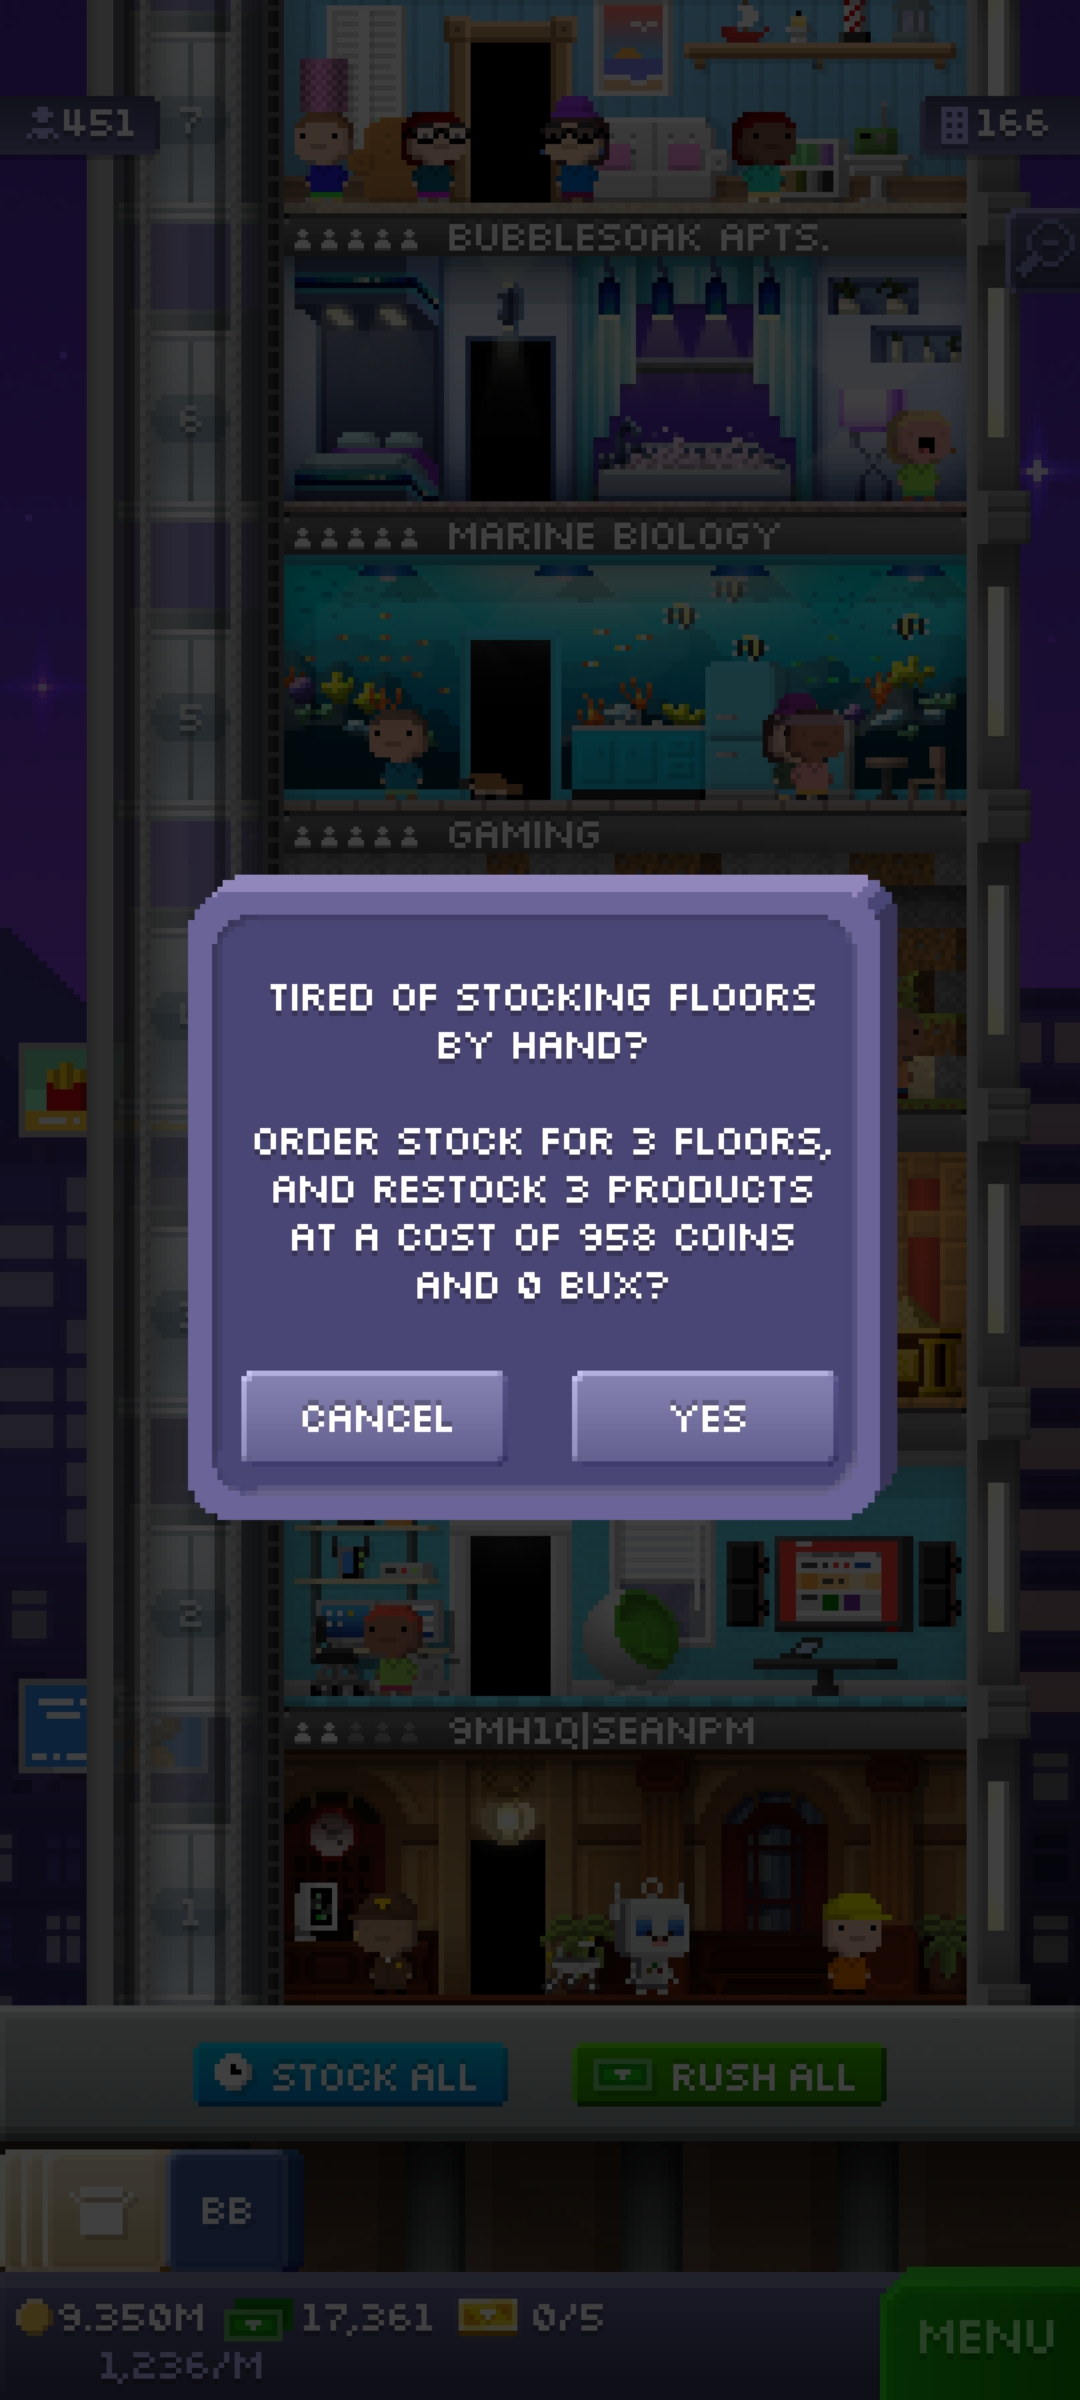 451
7
166
BUBBLESOAK APTS.
6
MARINE BIOLOGY
5
GAMING
TIRED OF STOCKING FLOORS
BY HAND?
ORDER STOCK FOR 3 FLOORS,
AND RESTOCK 3 PRODUCTS
AT A COST OF 958 COINS
AND 0 BUX?
CANCEL
YES
2
9MH1Q|SEANPM
1
STOCK ALL
RUSH ALL
BB
9.350M
17,361
0/5
1,236/M
MENU